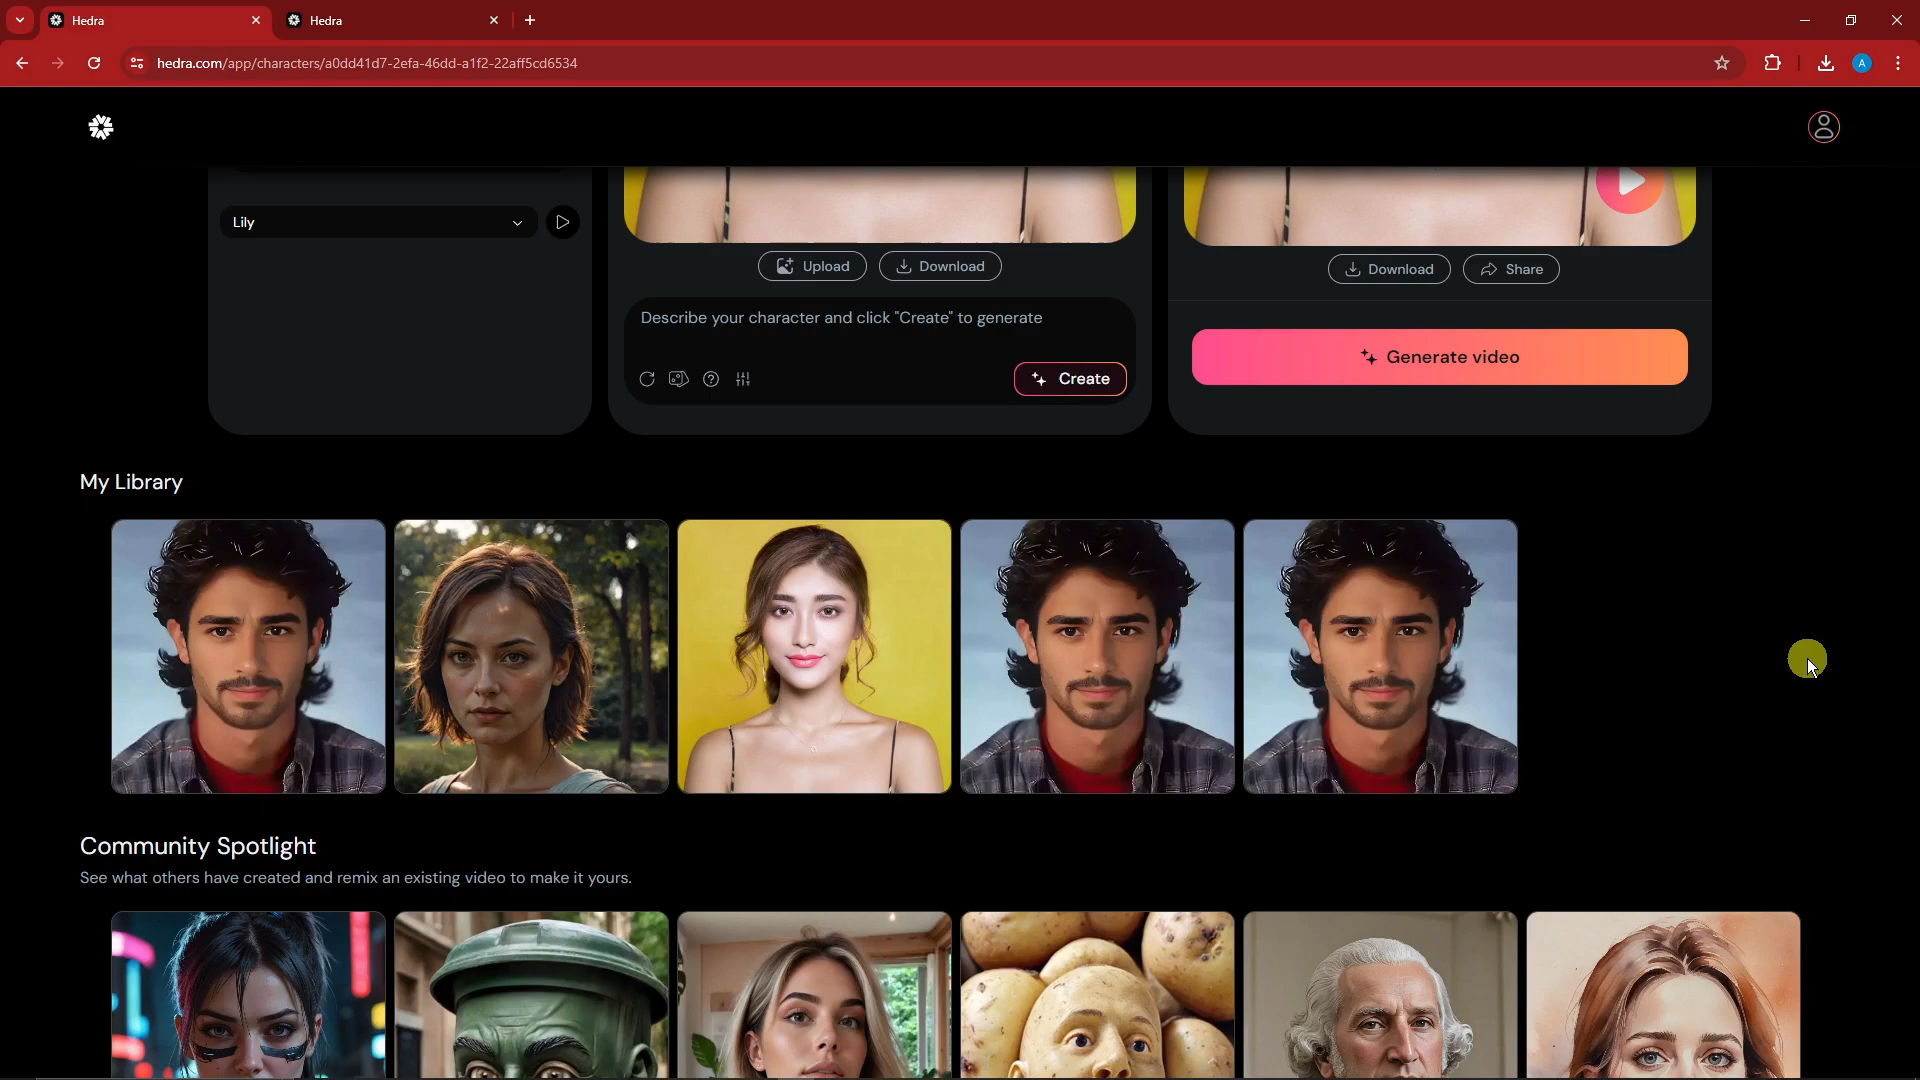 Hedra
Hedra
hedra.com/app/characters/a0dd41d7-2efa-46dd-a1f2-22aff5cd6534
A
Lily
Upload
Download
Download
Share
Describe your character and click "Create" to generate
Generate video
Create
My Library
Community Spotlight
See what others have created and remix an existing video to make it yours.